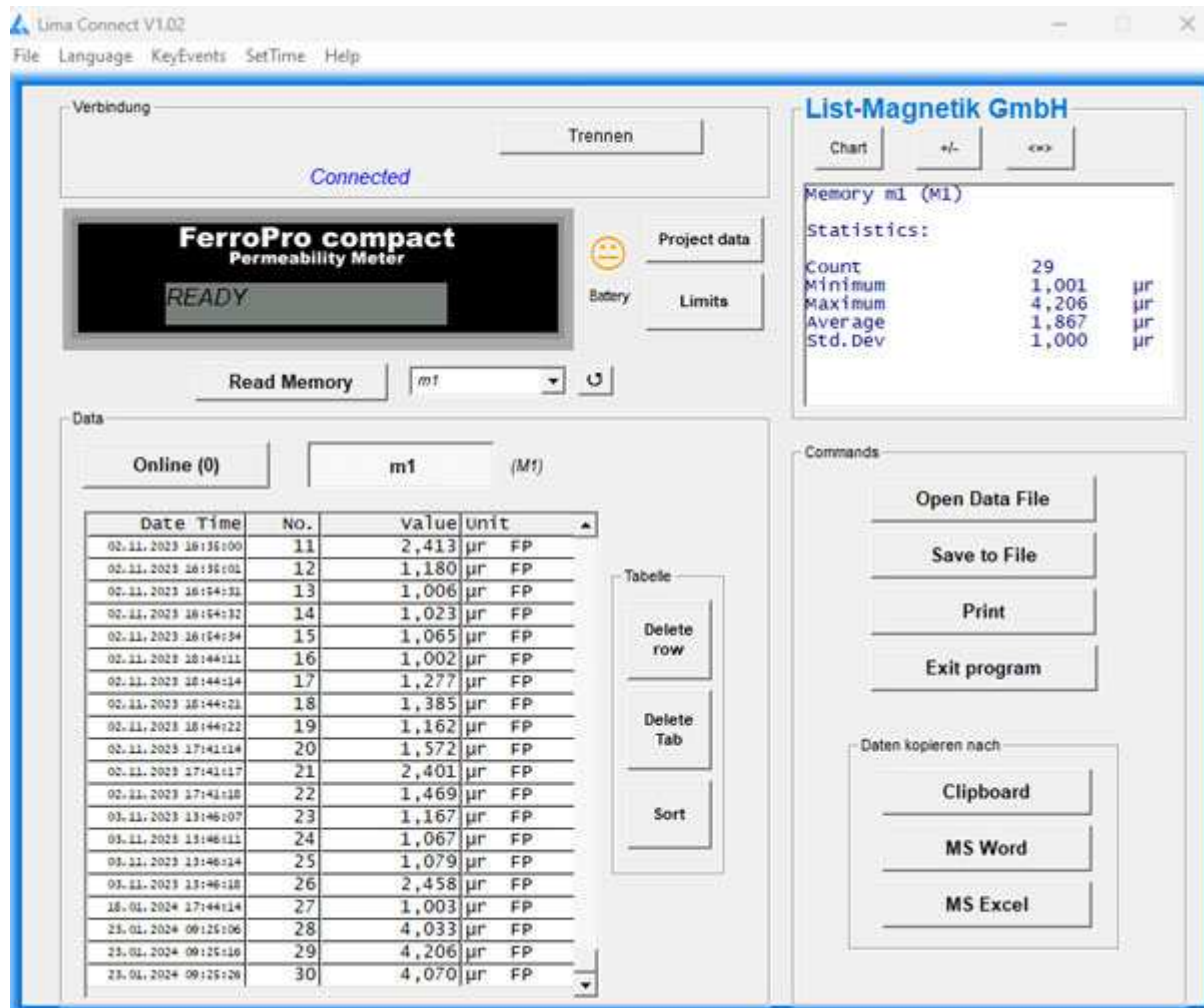 Lima Connect V1.02
File Language KeyEvents SetTime Help
Verbindung
Trennen
Connected
FerroPro compact
Permeability Meter
READY
Battery
Project data
Limits
Read Memory
m1
Data
Online (0)
m1
(M1)
Date Time No. Value Unit
02.11.2023 16:35:00 11 2,413 µr FP
02.11.2023 16:35:01 12 1,180 µr FP
02.11.2023 16:54:31 13 1,006 µr FP
02.11.2023 16:54:32 14 1,023 µr FP
02.11.2023 16:54:34 15 1,065 µr FP
02.11.2023 18:44:11 16 1,002 µr FP
02.11.2023 18:44:14 17 1,277 µr FP
02.11.2023 18:44:21 18 1,385 µr FP
02.11.2023 18:44:22 19 1,162 µr FP
02.11.2023 17:41:14 20 1,572 µr FP
02.11.2023 17:41:17 21 2,401 µr FP
02.11.2023 17:41:18 22 1,469 µr FP
03.11.2023 13:46:07 23 1,167 µr FP
03.11.2023 13:46:11 24 1,067 µr FP
03.11.2023 13:46:14 25 1,079 µr FP
03.11.2023 13:46:18 26 2,458 µr FP
18.01.2024 17:44:14 27 1,003 µr FP
23.01.2024 09:25:06 28 4,033 µr FP
23.01.2024 09:25:16 29 4,206 µr FP
23.01.2024 09:25:26 30 4,070 µr FP
Tabelle
Delete
row
Delete
Tab
Sort
List-Magnetik GmbH
Chart +/- <=>
Memory m1 (M1)
Statistics:
Count 29
Minimum 1,001 µr
Maximum 4,206 µr
Average 1,867 µr
Std.Dev 1,000 µr
Commands
Open Data File
Save to File
Print
Exit program
Daten kopieren nach
Clipboard
MS Word
MS Excel